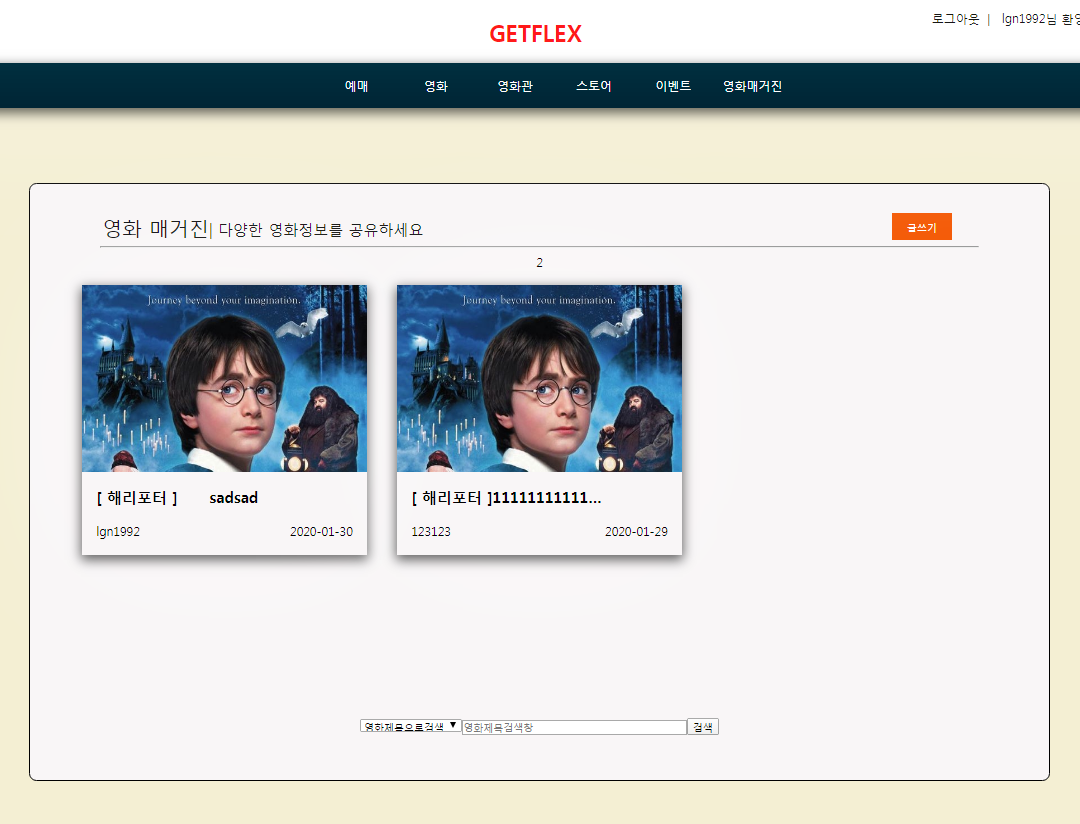 로그아웃 | lgn1992님 환영
GETFLEX
예매 영화 영화관 스토어 이벤트 영화매거진
영화 매거진| 다양한 영화정보를 공유하세요 글쓰기
2
Journey beyond your imagination. Journey beyond your imagination.
[ 해리포터 ] sadsad [ 해리포터 ]11111111111...
lgn1992 2020-01-30 123123 2020-01-29
영화제목으로검색 ▼ 영화제목검색창 검색